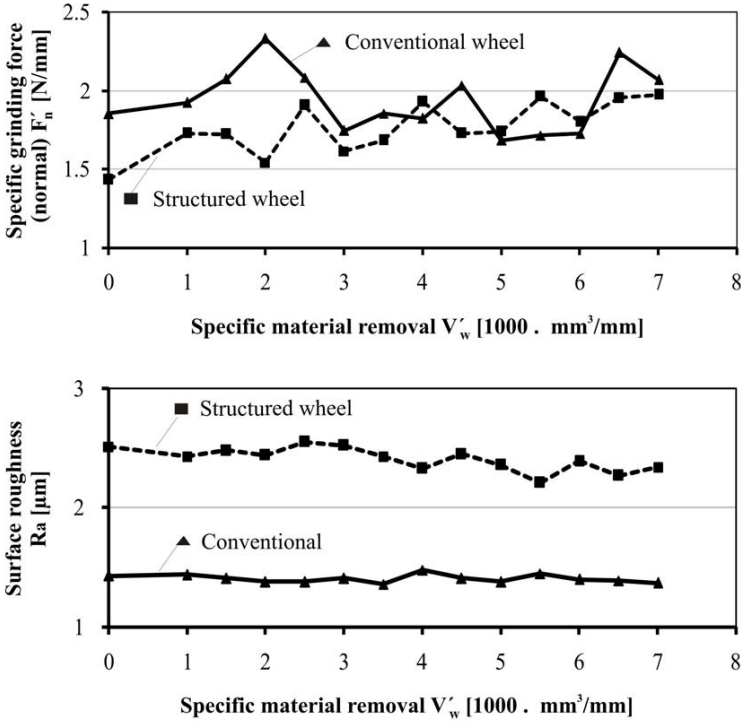 Specific grinding force
(normal) F´n [N/mm]
2.5
2
1.5
1
▲ Conventional wheel
■ Structured wheel
0 1 2 3 4 5 6 7 8
Specific material removal V´w [1000 . mm³/mm]
Surface roughness
Ra [µm]
3
2
1
■ Structured wheel
▲ Conventional
0 1 2 3 4 5 6 7 8
Specific material removal V´w [1000 . mm³/mm]